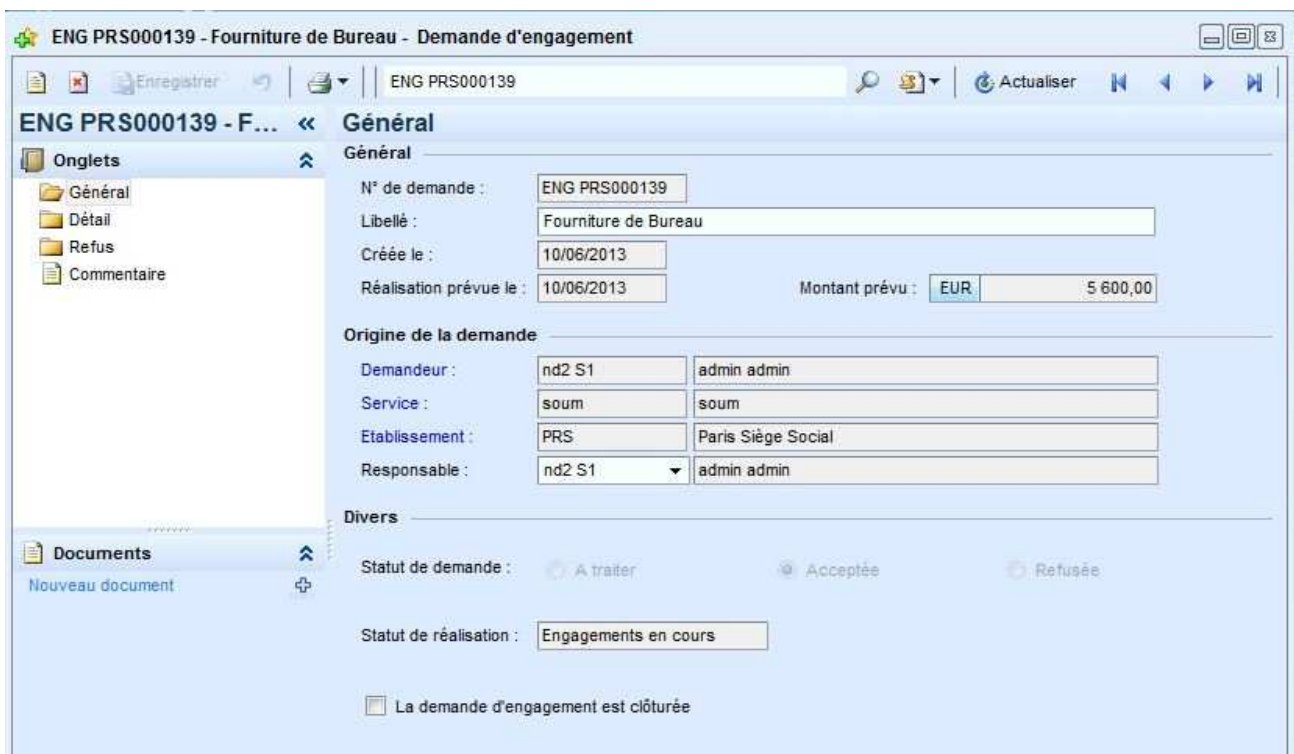 ENG PRS000139 - Fourniture de Bureau - Demande d'engagement
Enregistrer ENG PRS000139 Actualiser
ENG PRS000139 - F... «
Onglets
Général
Détail
Refus
Commentaire
Documents
Nouveau document
Général
Général
N° de demande : ENG PRS000139
Libellé : Fourniture de Bureau
Créée le : 10/06/2013
Réalisation prévue le : 10/06/2013 Montant prévu : EUR 5 600,00
Origine de la demande
Demandeur : nd2 S1 admin admin
Service : soum soum
Etablissement : PRS Paris Siège Social
Responsable : nd2 S1 admin admin
Divers
Statut de demande : A traiter Acceptée Refusée
Statut de réalisation : Engagements en cours
La demande d'engagement est clôturée